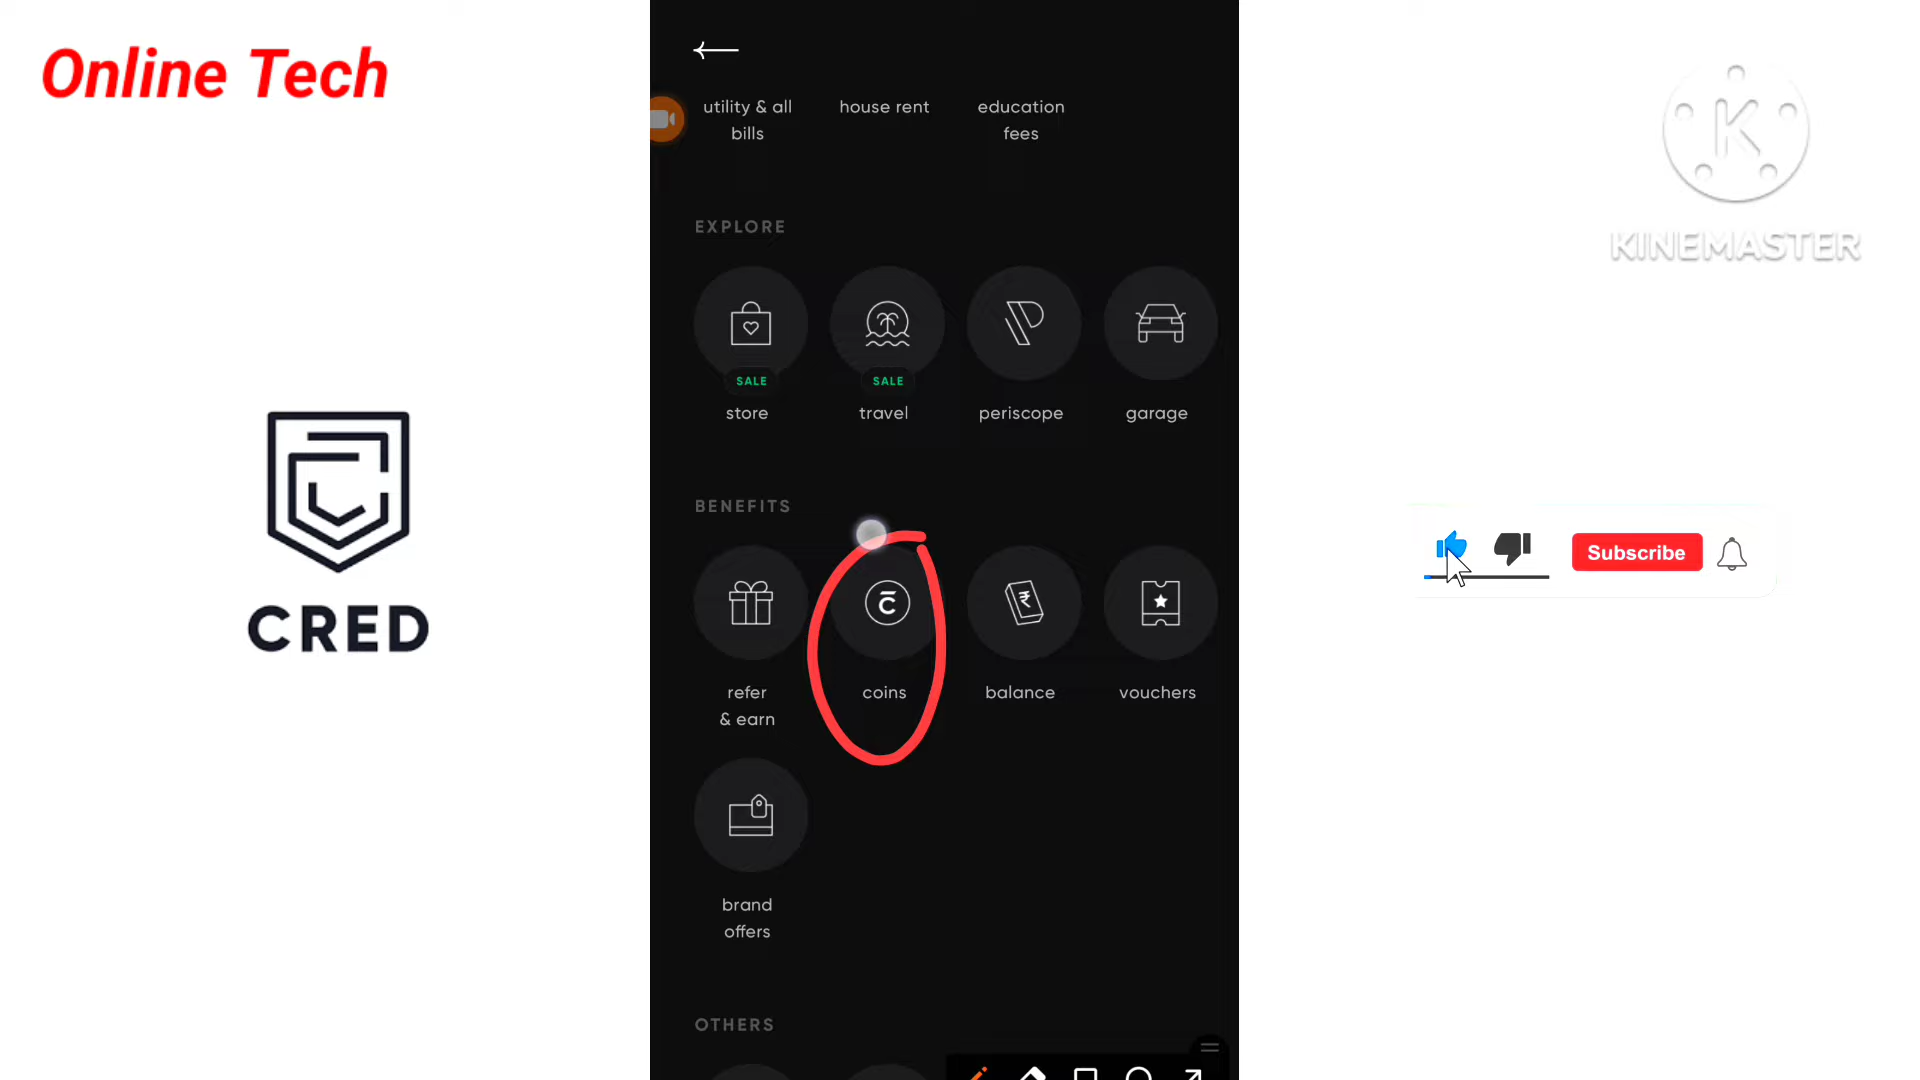 Online Tech
KINEMASTER
utility & all
bills
house rent
education
fees
EXPLORE
SALE
SALE
store
travel
periscope
garage
BENEFITS
refer
& earn
coins
balance
vouchers
brand
offers
OTHERS
CRED
Subscribe